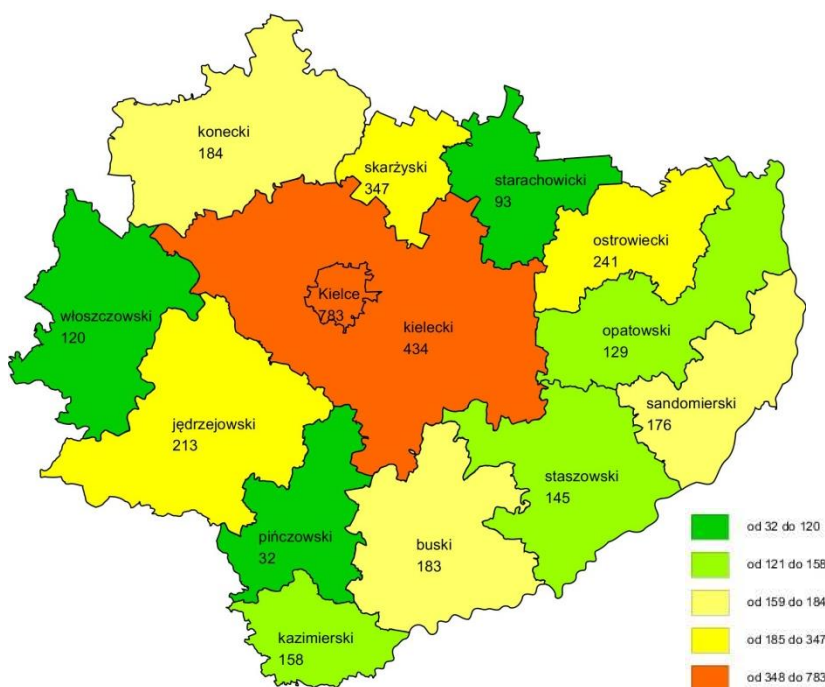 konecki
184
skarżyski
347
starachowicki
93
ostrowiecki
241
włoszczowski
120
Kielce
783
kielecki
434
opatowski
129
sandomierski
176
jędrzejowski
213
staszowski
145
pińczowski
32
buski
183
kazimierski
158
od 32 do 120
od 121 do 158
od 159 do 184
od 185 do 347
od 348 do 783